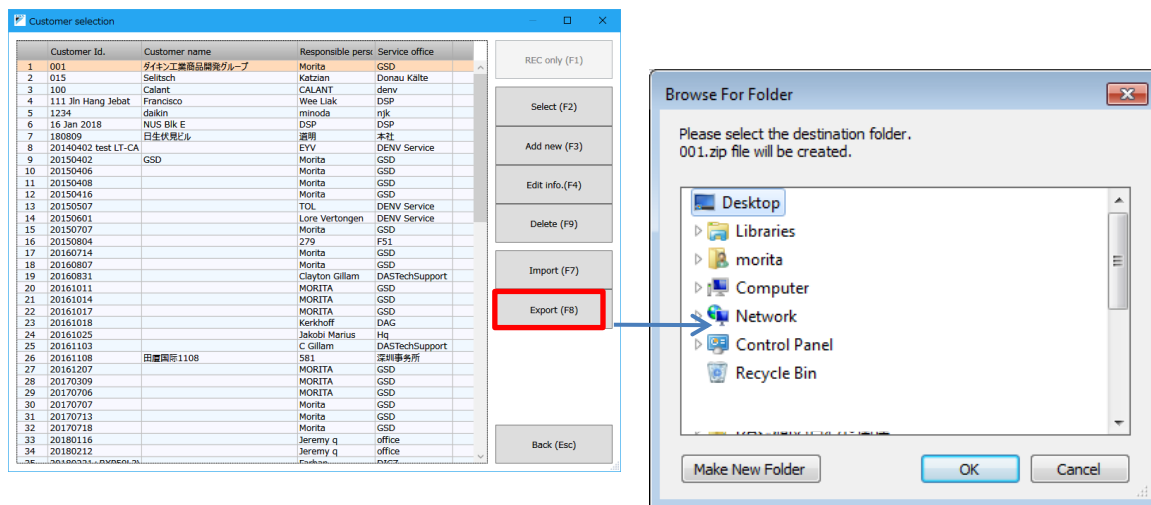 Customer selection
Customer Id. Customer name Responsible persc Service office
1 001 ダイキン工業商品開発グループ Morita GSD
2 015 Selitsch Katzian Donau Kälte
3 100 Calant CALANT denv
4 111 Jln Hang Jebat Francisco Wee Liak DSP
5 1234 daikin minoda njk
6 16 Jan 2018 NUS Blk E DSP DSP
7 180809 日生伏見ビル 道明 本社
8 20140402 test LT-CA EYV DENV Service
9 20150402 GSD Morita GSD
10 20150406 Morita GSD
11 20150408 Morita GSD
12 20150416 Morita GSD
13 20150507 TOL DENV Service
14 20150601 Lore Vertongen DENV Service
15 20150707 Morita GSD
16 20150804 279 F51
17 20160714 Morita GSD
18 20160807 Morita GSD
19 20160831 Clayton Gillam DASTechSupport
20 20161011 MORITA GSD
21 20161014 MORITA GSD
22 20161017 MORITA GSD
23 20161018 Kerkhoff DAG
24 20161025 Jakobi Marius Hq
25 20161103 C Gillam DASTechSupport
26 20161108 田厦国际1108 581 深圳事务所
27 20161207 MORITA GSD
28 20170309 MORITA GSD
29 20170706 MORITA GSD
30 20170707 Morita GSD
31 20170713 Morita GSD
32 20170718 Morita GSD
33 20180116 Jeremy q office
34 20180212 Jeremy q office
REC only (F1)
Select (F2)
Add new (F3)
Edit info.(F4)
Delete (F9)
Import (F7)
Export (F8)
Back (Esc)
Browse For Folder
Please select the destination folder.
001.zip file will be created.
Desktop
Libraries
morita
Computer
Network
Control Panel
Recycle Bin
Make New Folder OK Cancel